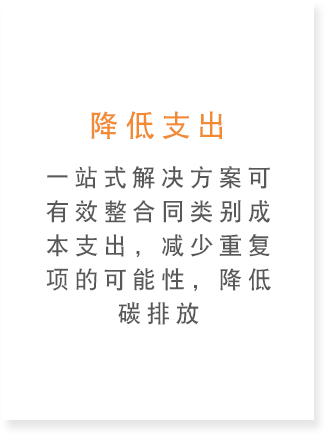 降低支出
一站式解决方案可
有效整合同类别成
本支出，减少重复
项的可能性，降低
碳排放